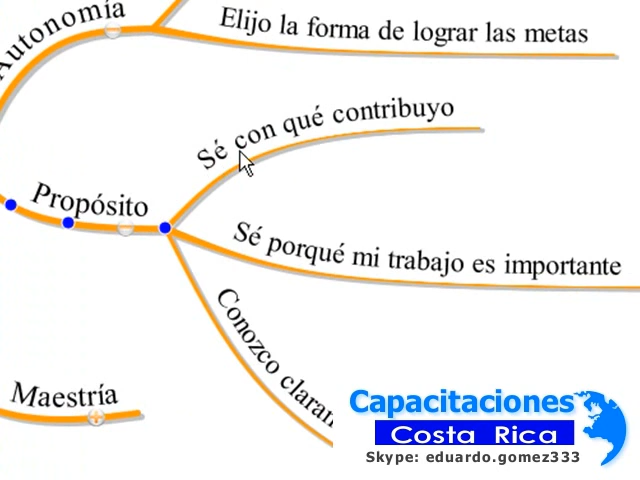 Autonomía
Elijo la forma de lograr las metas
Sé con qué contribuyo
Propósito
Sé porqué mi trabajo es importante
Conozco
Maestría
Capacitaciones
Costa Rica
Skype: eduardo.gomez333